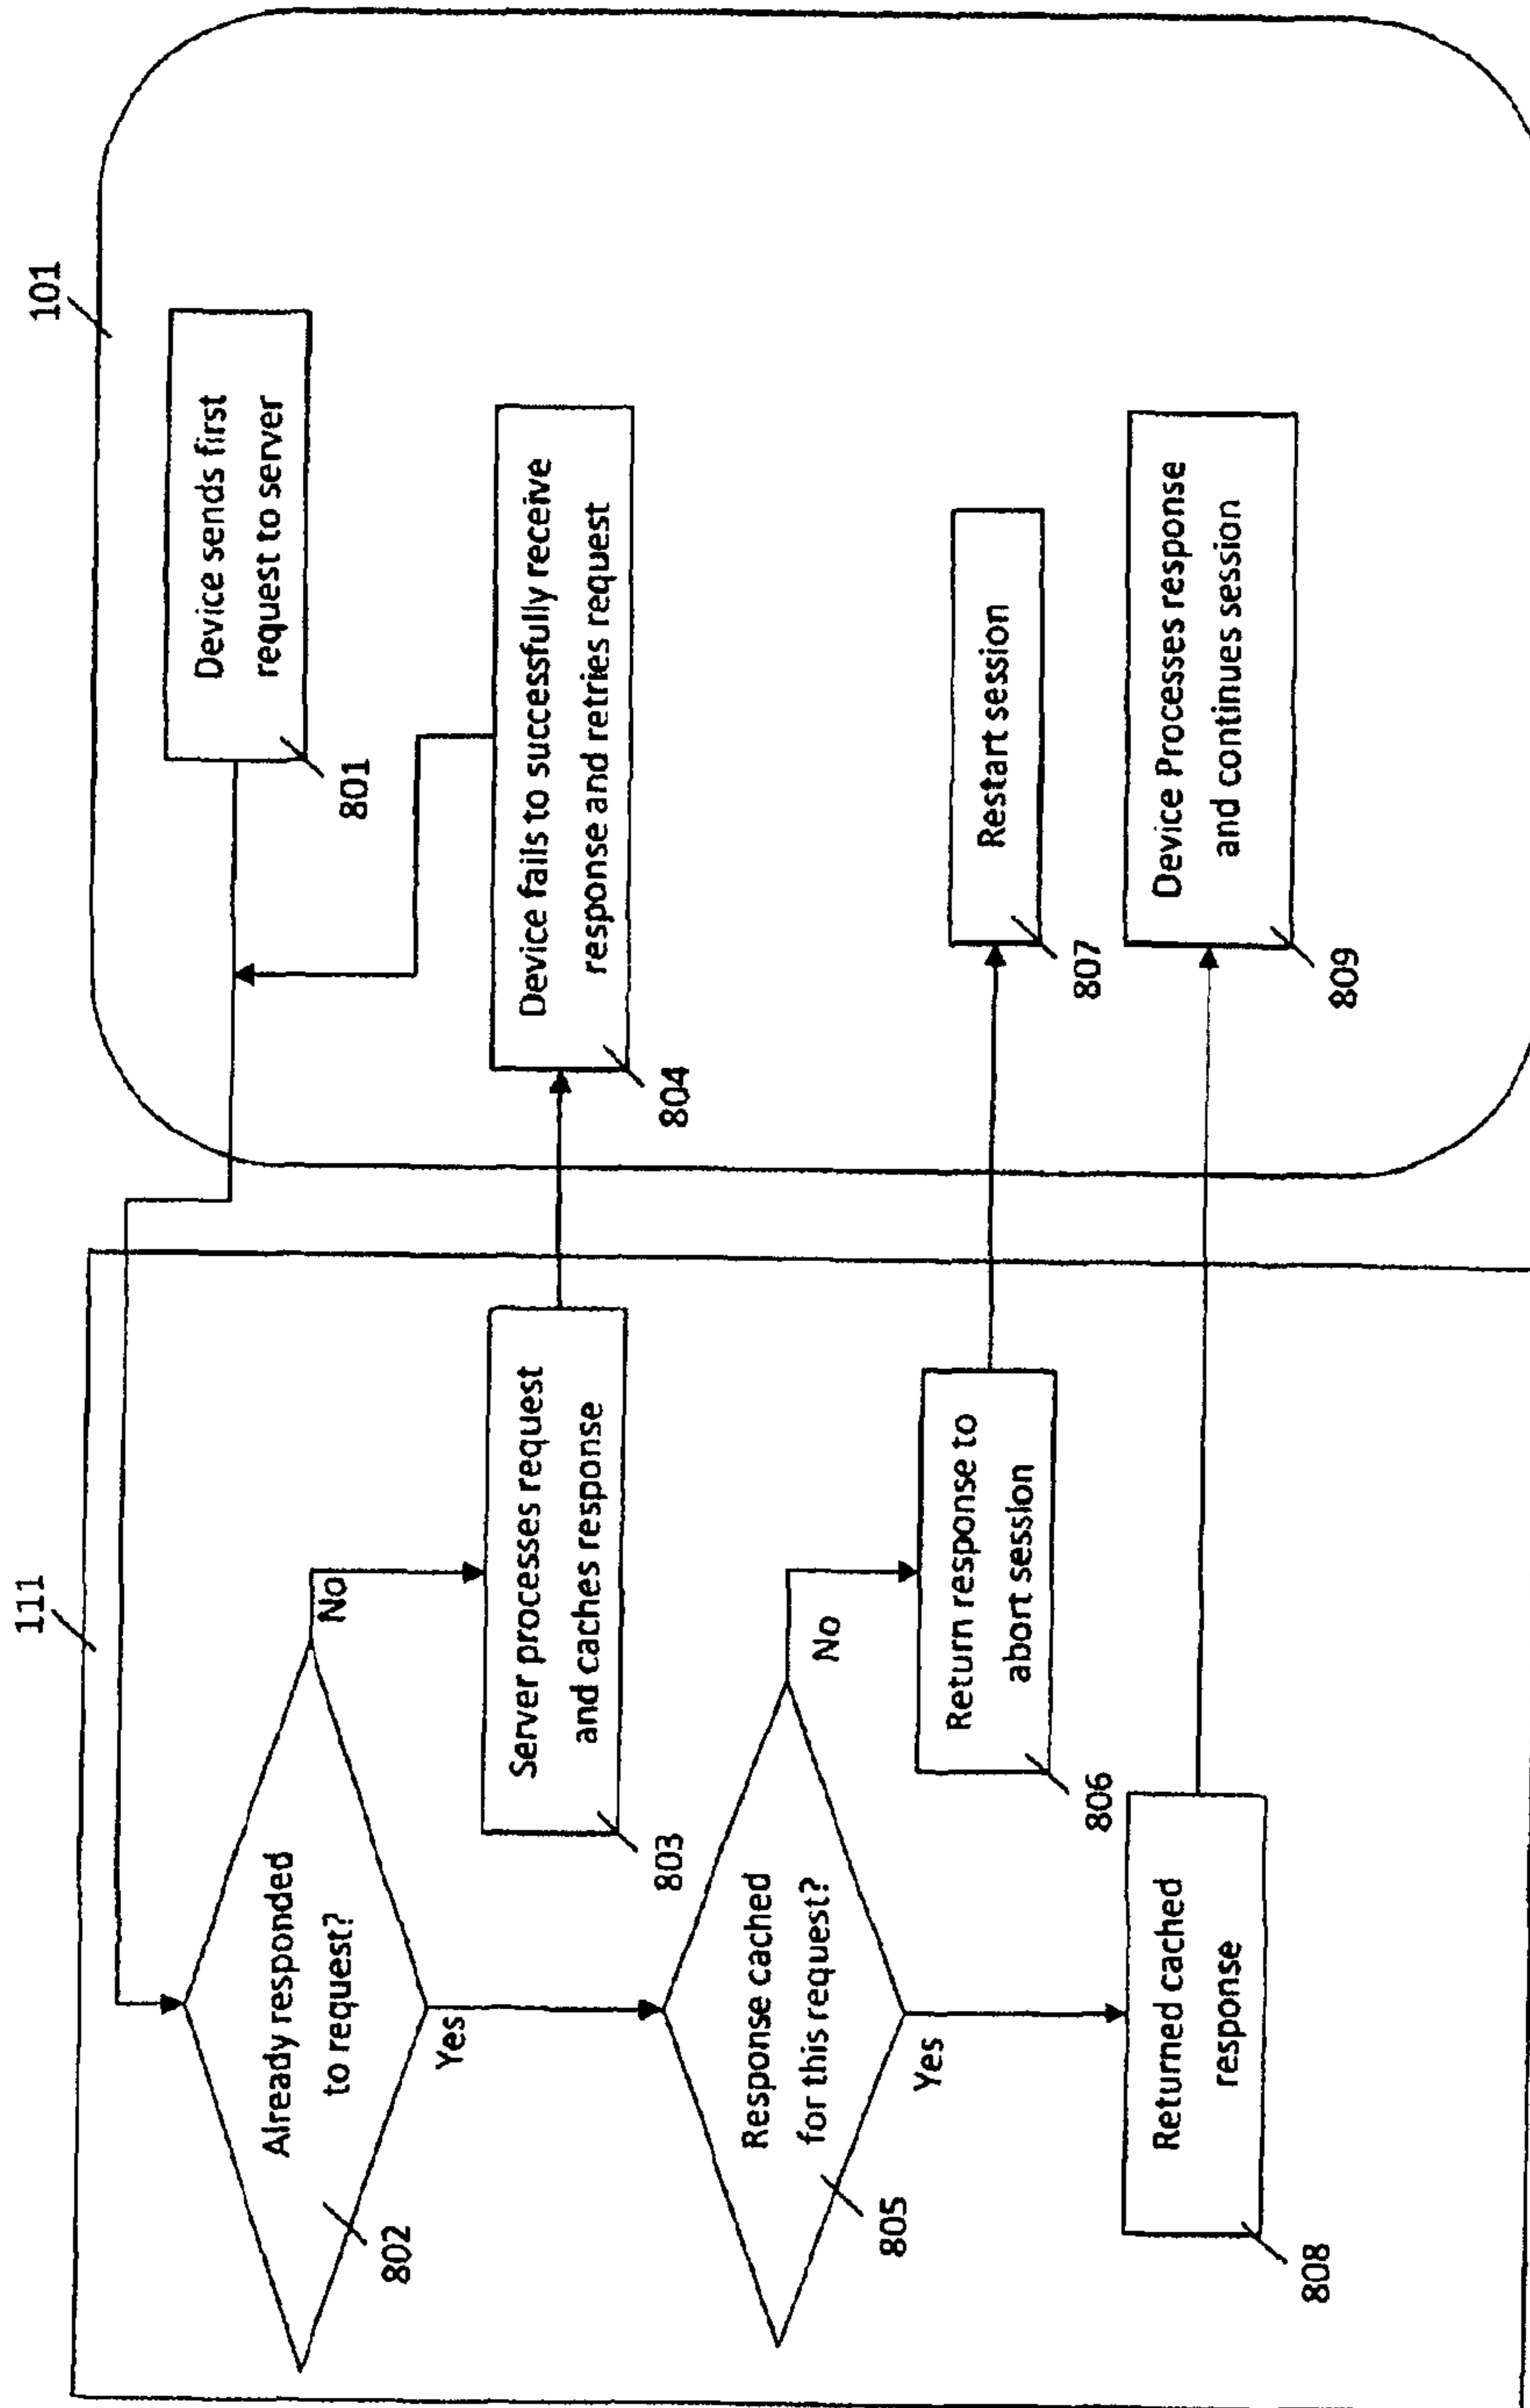 111
101
Device sends first
request to server
801
Already responded
to request?
802
No
Yes
Server processes request
and caches response
803
Device fails to successfully receive
response and retries request
804
Response cached
for this request?
805
No
Yes
Return response to
abort session
806
Restart session
807
Returned cached
response
808
Device Processes response
and continues session
809